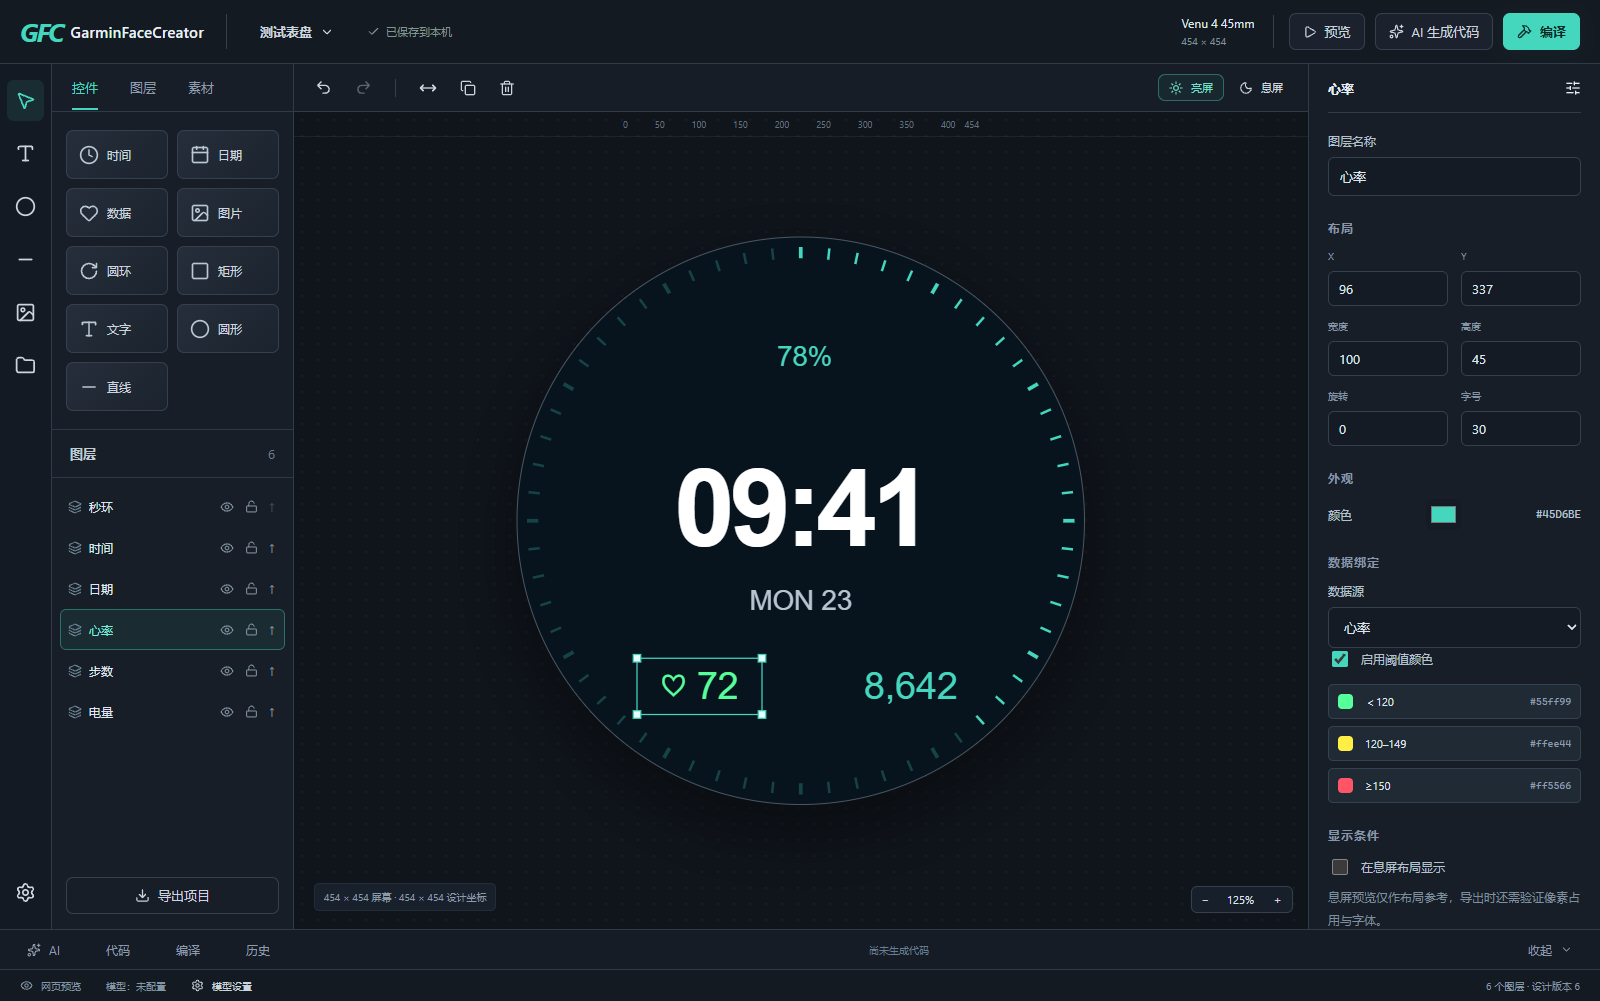 GFC GarminFaceCreator
测试表盘
已保存到本机
Venu 4 45mm
454 × 454
预览
AI 生成代码
编译
控件 图层 素材
时间 日期
数据 图片
圆环 矩形
文字 圆形
直线
图层 6
秒环
时间
日期
心率
步数
电量
导出项目
亮屏 息屏
0 50 100 150 200 250 300 350 400 454
78%
09:41
MON 23
72
8,642
454 × 454 屏幕 · 454 × 454 设计坐标
− 125% +
心率
图层名称
心率
布局
X Y
96 337
宽度 高度
100 45
旋转 字号
0 30
外观
颜色 #45D6BE
数据绑定
数据源
心率
启用阈值颜色
< 120 #55ff99
120–149 #ffee44
≥150 #ff5566
显示条件
在息屏布局显示
息屏预览仅作布局参考，导出时还需验证像素占
用与字体。
AI 代码 编译 历史
尚未生成代码
收起
网页预览 模型：未配置 模型设置
6 个图层 · 设计版本 6